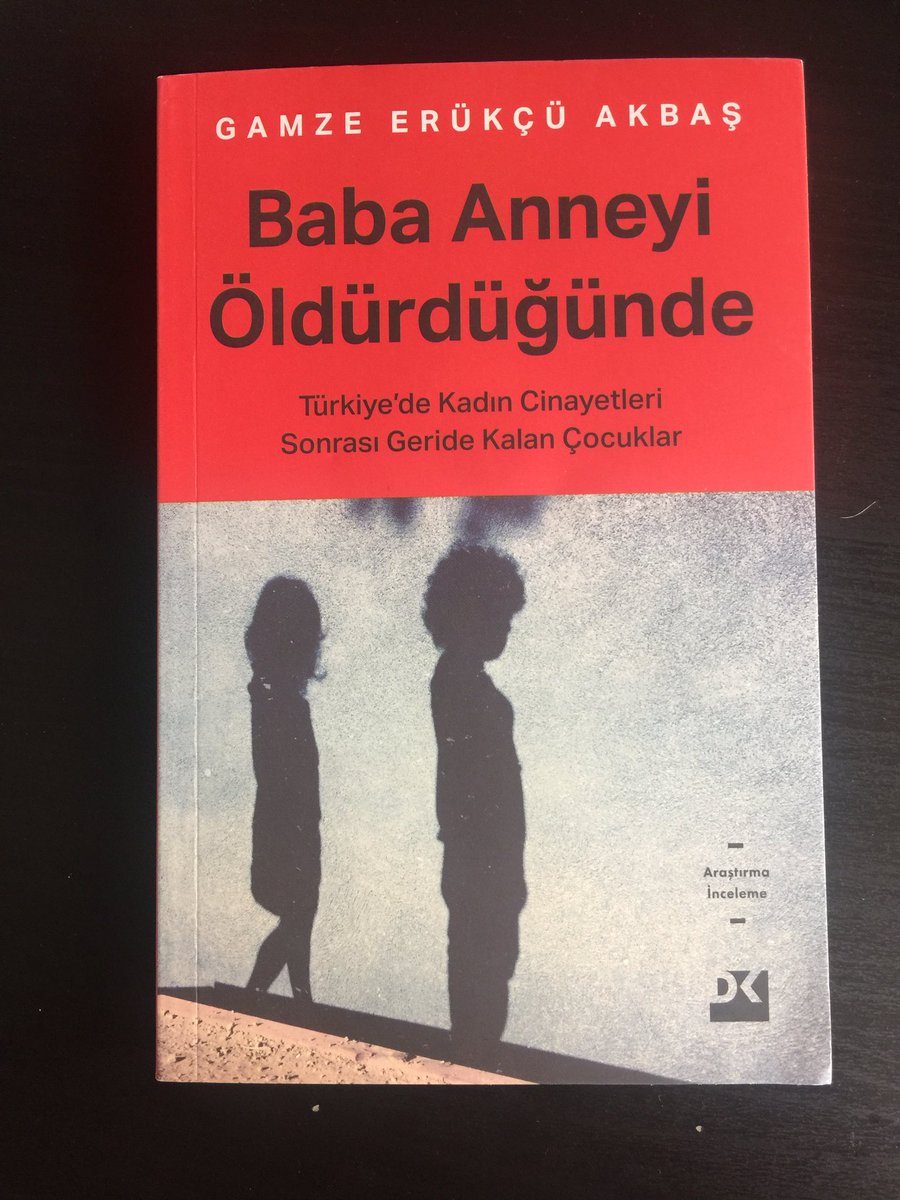 GAMZE ERÜKÇÜ AKBAŞ
Baba Anneyi
Öldürdüğünde
Türkiye'de Kadın Cinayetleri
Sonrası Geride Kalan Çocuklar
Araştırma
İnceleme
DK